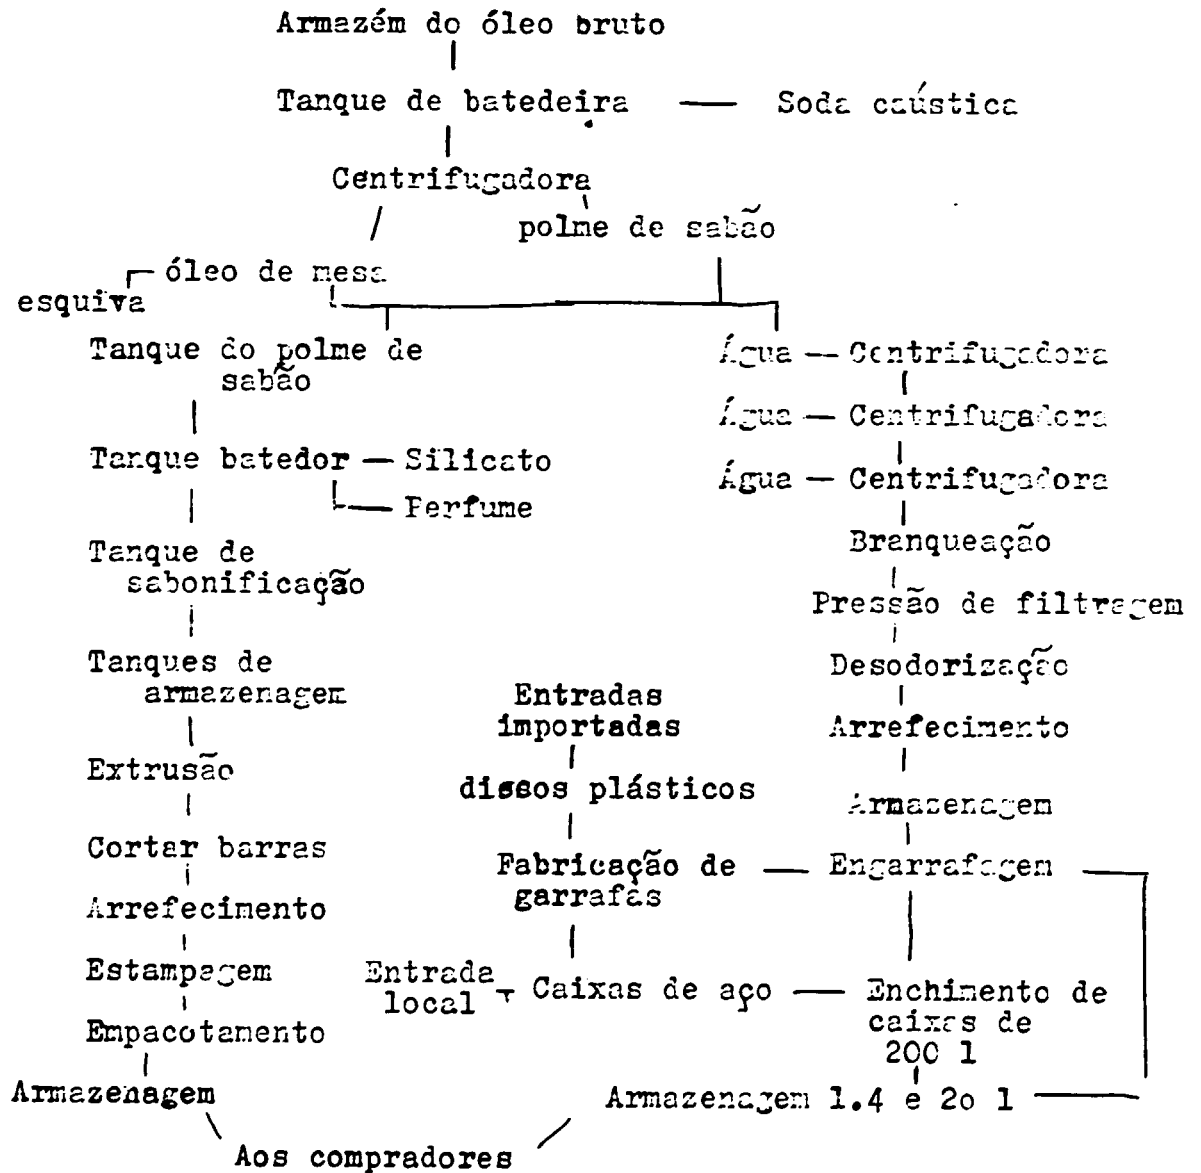 Armazém do óleo bruto
Tanque de batedeira — Soda caústica
Centrifugadora
polme de sabão
óleo de mesa
esquiva
Tanque do polme de
sabão
Tanque batedor — Silicato
Perfume
Tanque de
sabonificação
Tanques de
armazenagem
Extrusão
Cortar barras
Arrefecimento
Estampagem
Empacotamento
Armazenagem
Água — Centrifugadora
Água — Centrifugadora
Água — Centrifugadora
Branqueação
Pressão de filtragem
Desodorização
Arrefecimento
Armazenagem
Entradas
importadas
discos plásticos
Fabricação de
garrafas
— Engarrafagem
Entrada
local
Caixas de aço — Enchimento de
caixas de
200 l
Armazenagem 1.4 e 2o l
Aos compradores